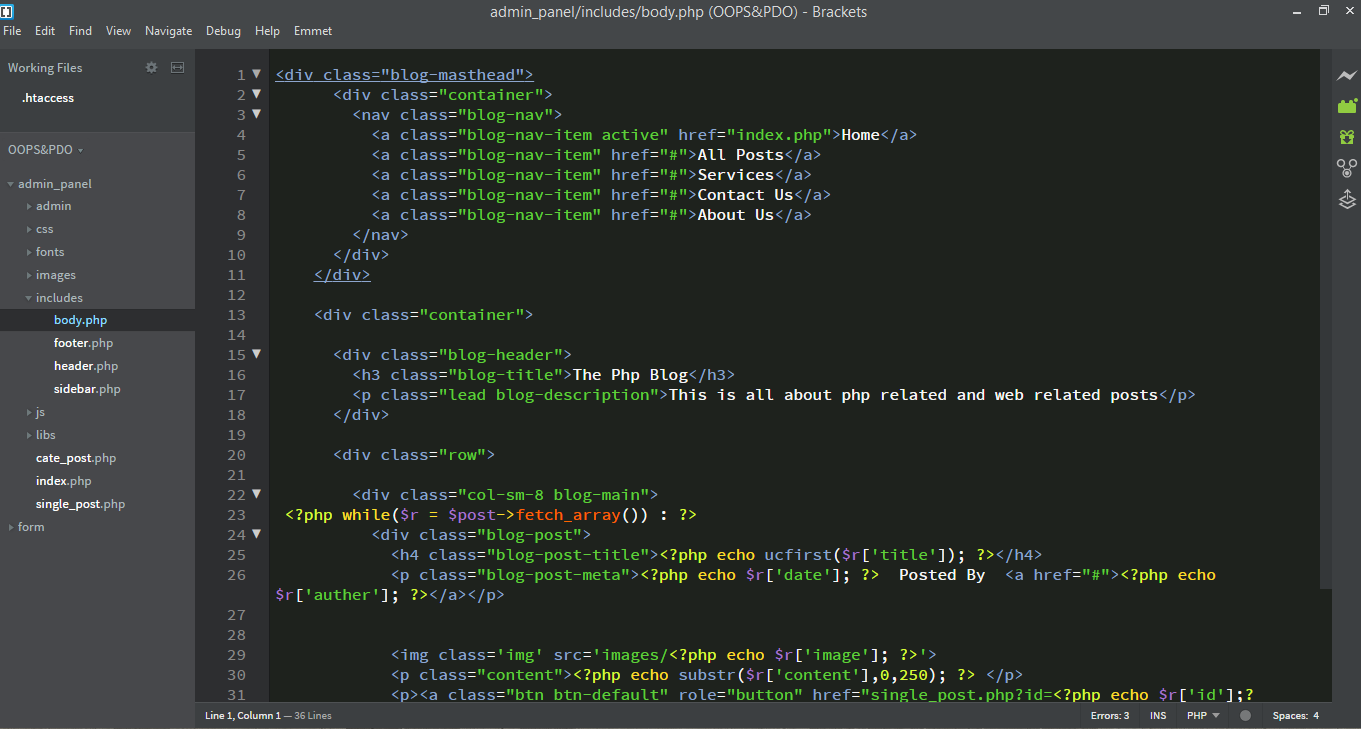 admin_panel/includes/body.php (OOPS&PDO) - Brackets
File Edit Find View Navigate Debug Help Emmet
Working Files
.htaccess
OOPS&PDO
admin_panel
admin
css
fonts
images
includes
body.php
footer.php
header.php
sidebar.php
js
libs
cate_post.php
index.php
single_post.php
form
1 <div class="blog-masthead">
2 <div class="container">
3 <nav class="blog-nav">
4 <a class="blog-nav-item active" href="index.php">Home</a>
5 <a class="blog-nav-item" href="#">All Posts</a>
6 <a class="blog-nav-item" href="#">Services</a>
7 <a class="blog-nav-item" href="#">Contact Us</a>
8 <a class="blog-nav-item" href="#">About Us</a>
9 </nav>
10 </div>
11 </div>
12
13 <div class="container">
14
15 <div class="blog-header">
16 <h3 class="blog-title">The Php Blog</h3>
17 <p class="lead blog-description">This is all about php related and web related posts</p>
18 </div>
19
20 <div class="row">
21
22 <div class="col-sm-8 blog-main">
23 <?php while($r = $post->fetch_array()) : ?>
24 <div class="blog-post">
25 <h4 class="blog-post-title"><?php echo ucfirst($r['title']); ?></h4>
26 <p class="blog-post-meta"><?php echo $r['date']; ?> Posted By <a href="#"><?php echo
$r['auther']; ?></a></p>
27
28
29 <img class='img' src='images/<?php echo $r['image']; ?>'>
30 <p class="content"><?php echo substr($r['content'],0,250); ?> </p>
31 <p><a class="btn btn-default" role="button" href="single_post.php?id=<?php echo $r['id'];?
Line 1, Column 1 — 36 Lines
Errors: 3 INS PHP Spaces: 4